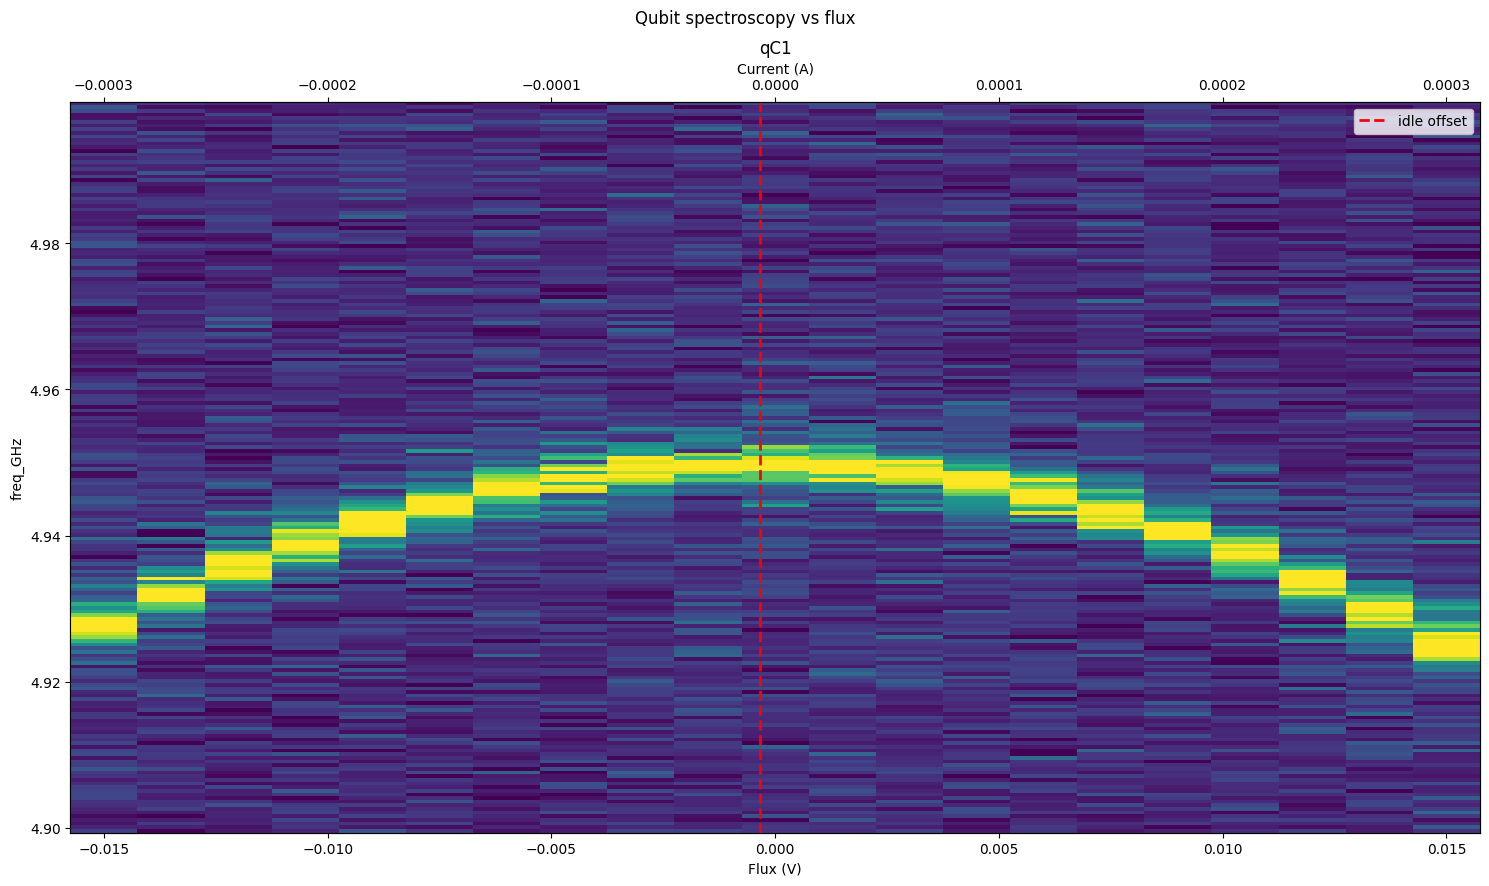 Qubit spectroscopy vs flux
qC1
Current (A)
−0.0003 −0.0002 −0.0001 0.0000 0.0001 0.0002 0.0003
idle offset
4.98
4.96
freq_GHz
4.94
4.92
4.90
−0.015 −0.010 −0.005 0.000 0.005 0.010 0.015
Flux (V)